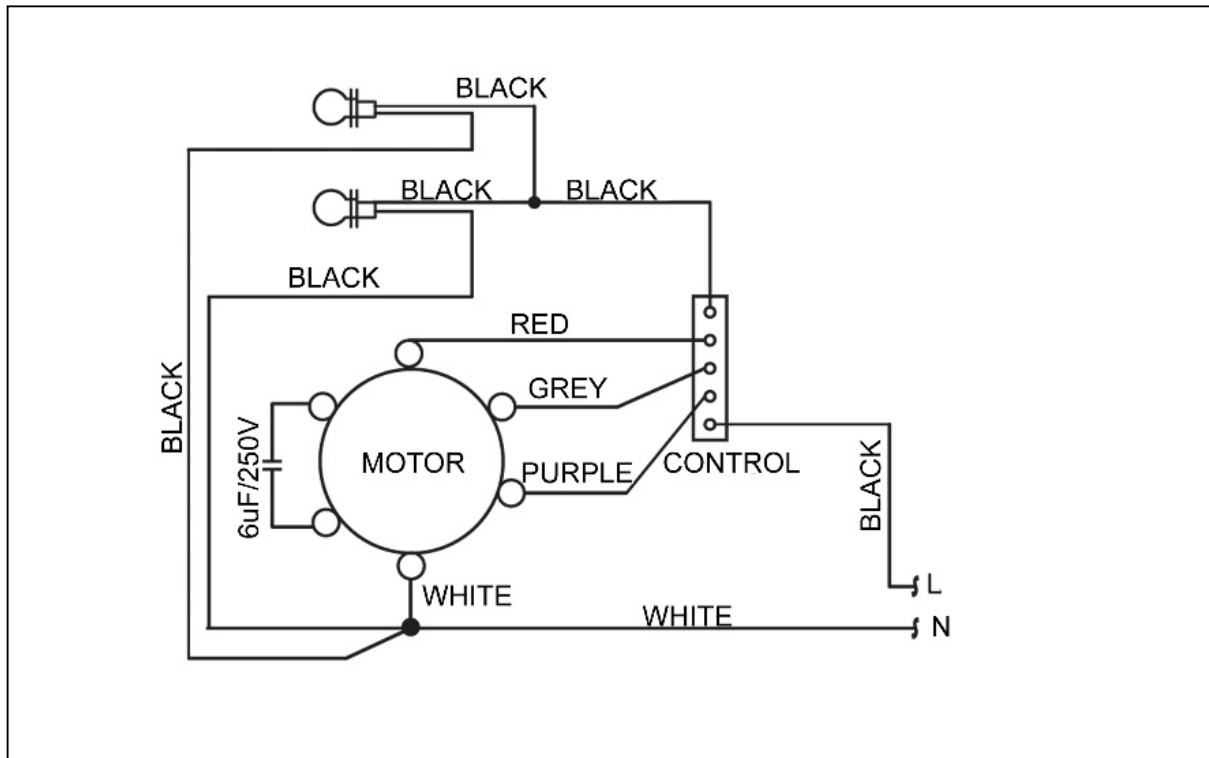 BLACK
BLACK
BLACK
BLACK
RED
GREY
BLACK
6uF/250V
MOTOR
PURPLE
CONTROL
BLACK
WHITE
L
WHITE
N